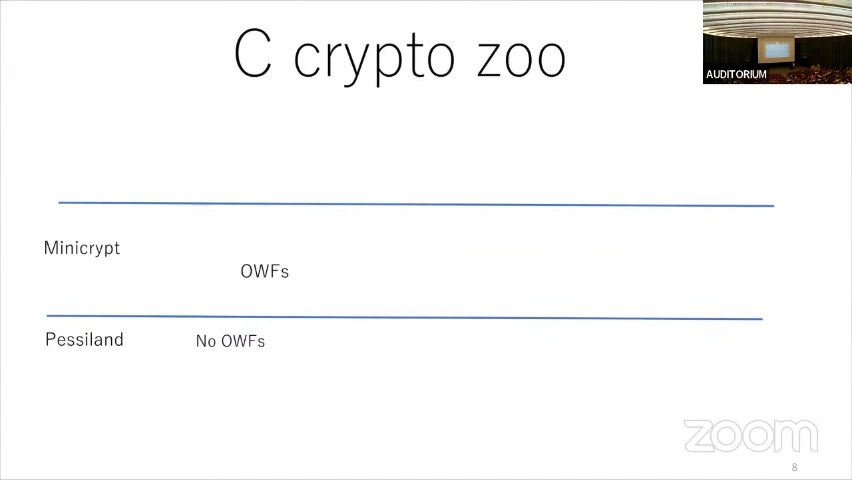 C crypto zoo
AUDITORIUM
Minicrypt
OWFs
Pessiland
No OWFs
zoom
8